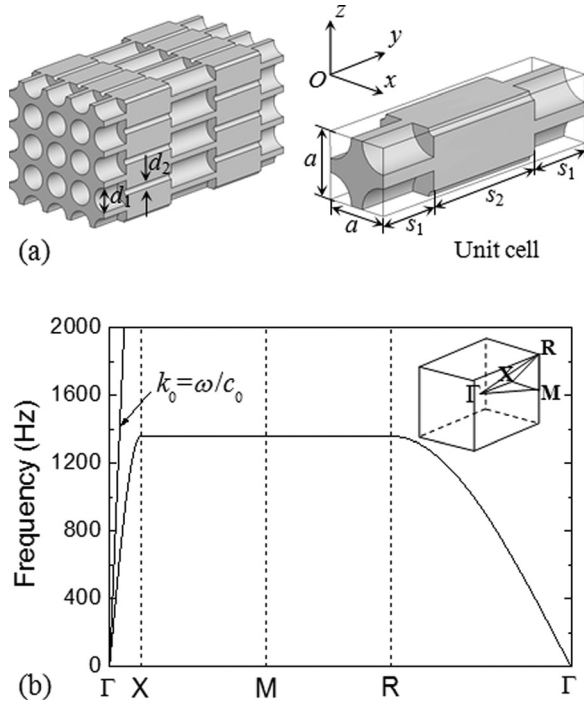 z
y
O
x
d₂
d₁
a
a
s₁
s₂
s₁
(a)
Unit cell
2000
1600
1200
800
400
0
Frequency (Hz)
k₀=ω/c₀
R
X
Γ
M
Γ
X
M
R
Γ
(b)